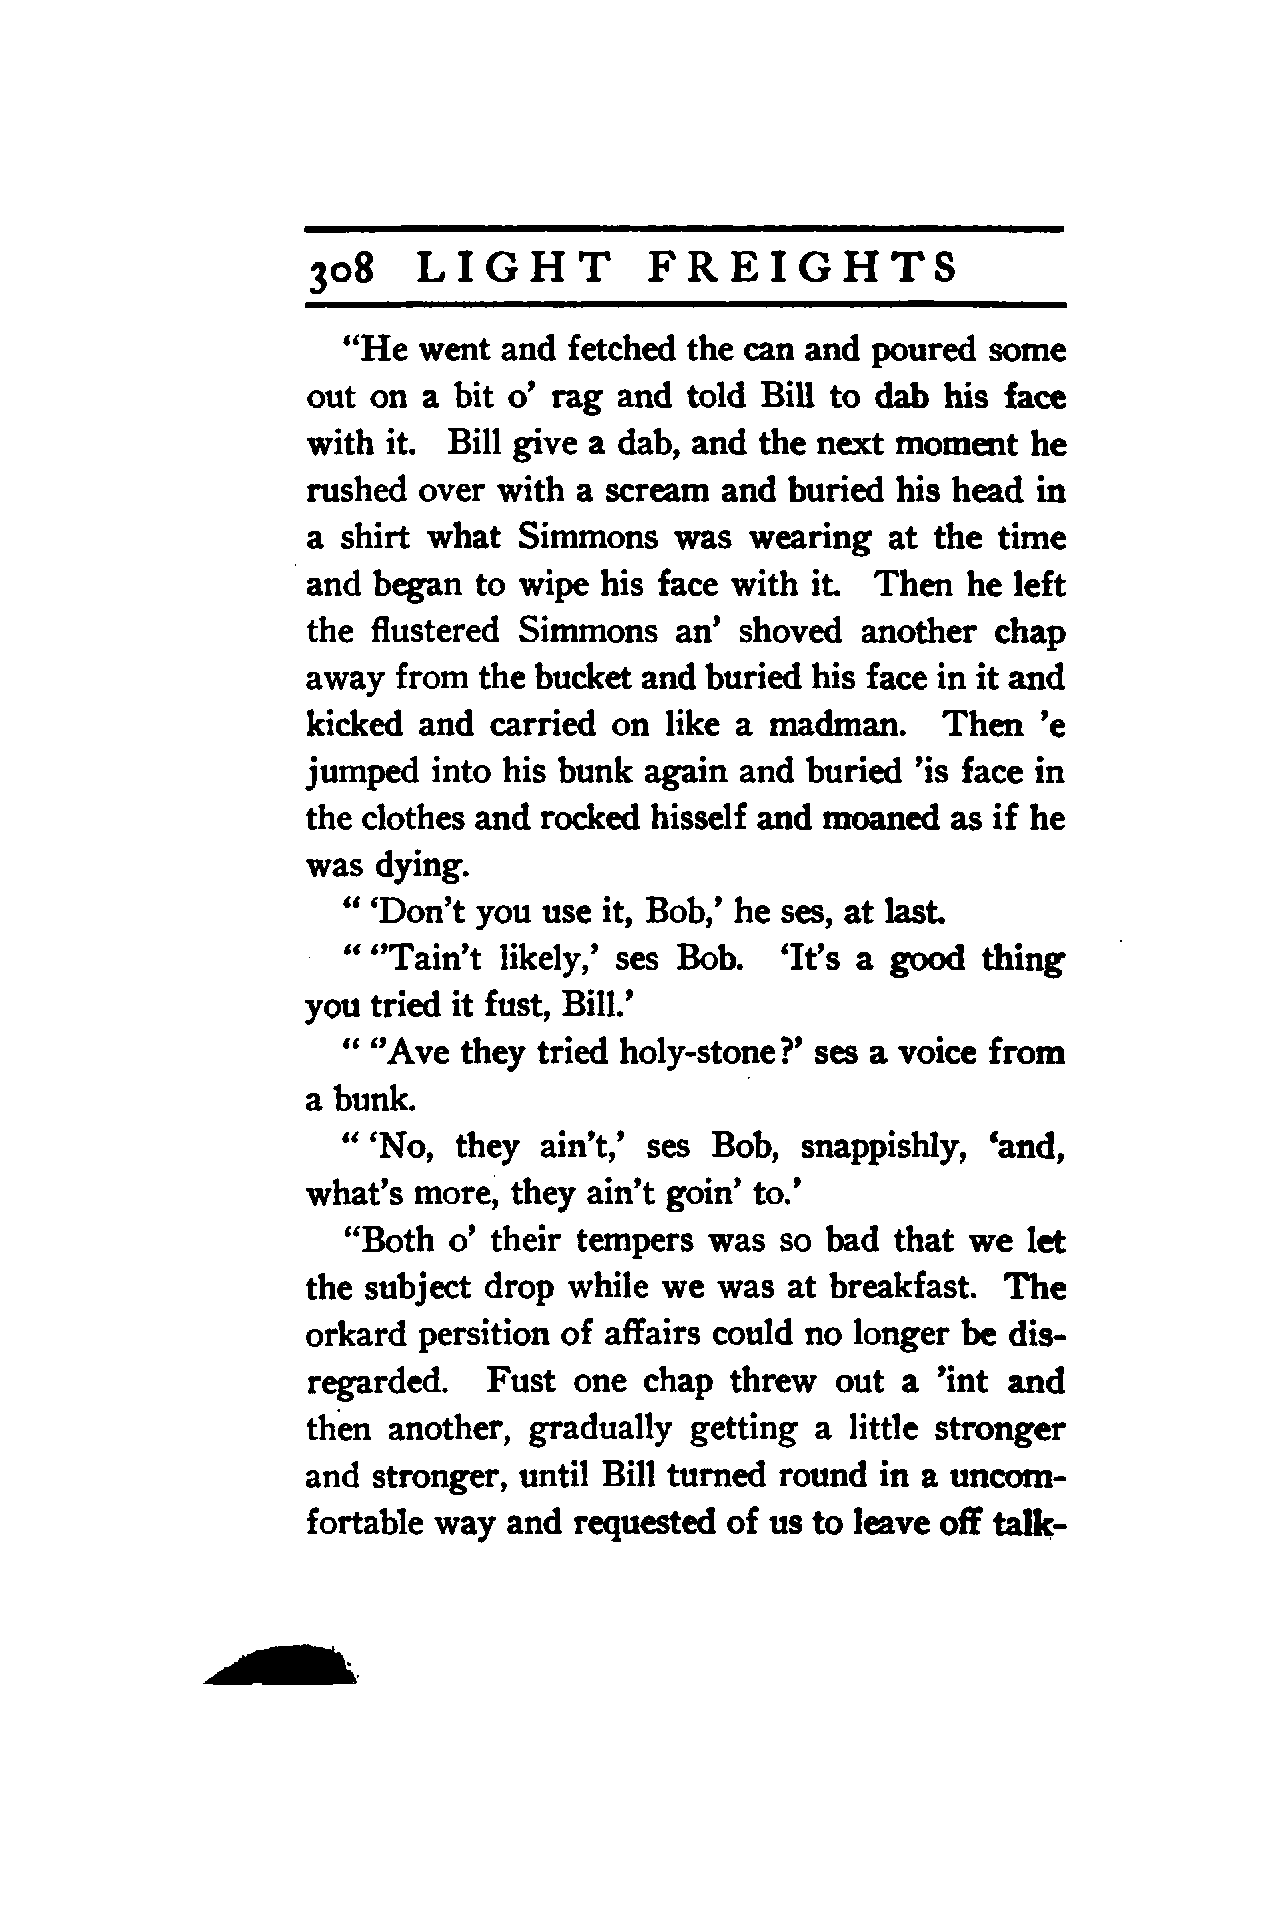 308 LIGHT FREIGHTS
“He went and fetched the can and poured some
out on a bit o’ rag and told Bill to dab his face
with it. Bill give a dab, and the next moment he
rushed over with a scream and buried his head in
a shirt what Simmons was wearing at the time
and began to wipe his face with it. Then he left
the flustered Simmons an’ shoved another chap
away from the bucket and buried his face in it and
kicked and carried on like a madman. Then ’e
jumped into his bunk again and buried ’is face in
the clothes and rocked hisself and moaned as if he
was dying.
“ ‘Don’t you use it, Bob,’ he ses, at last.
“ ‘’Tain’t likely,’ ses Bob. ‘It’s a good thing
you tried it fust, Bill.’
“ ‘’Ave they tried holy-stone?’ ses a voice from
a bunk.
“ ‘No, they ain’t,’ ses Bob, snappishly, ‘and,
what’s more, they ain’t goin’ to.’
“Both o’ their tempers was so bad that we let
the subject drop while we was at breakfast. The
orkard persition of affairs could no longer be dis-
regarded. Fust one chap threw out a ’int and
then another, gradually getting a little stronger
and stronger, until Bill turned round in a uncom-
fortable way and requested of us to leave off talk-